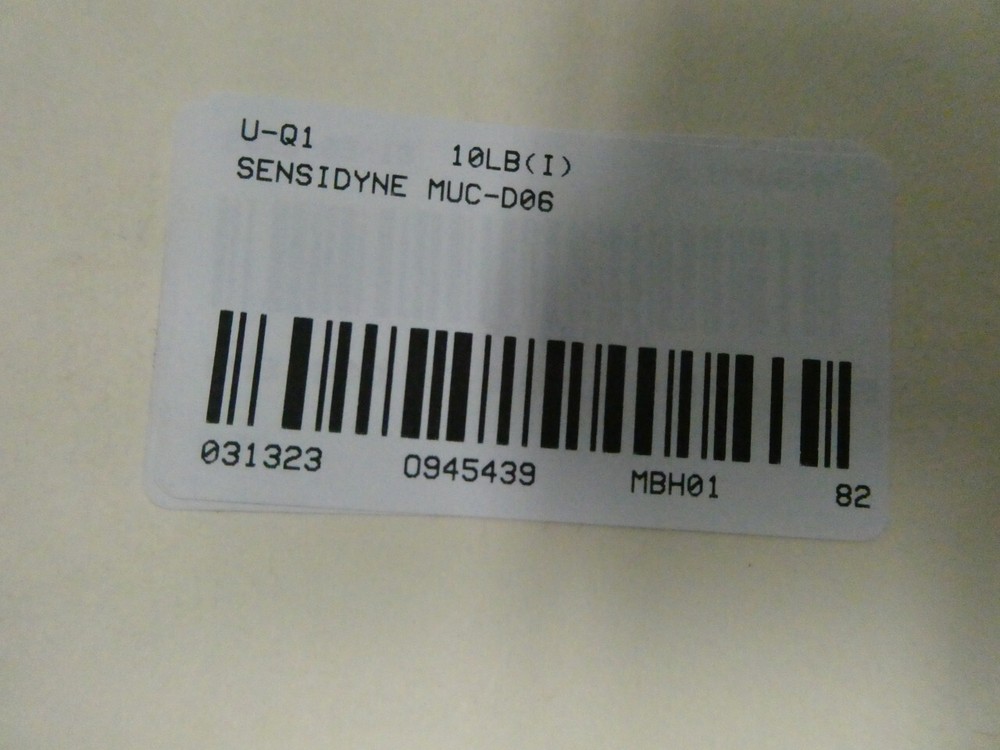 U-Q1 10LB(I)
SENSIDYNE MUC-D06
031323 0945439 MBH01 82